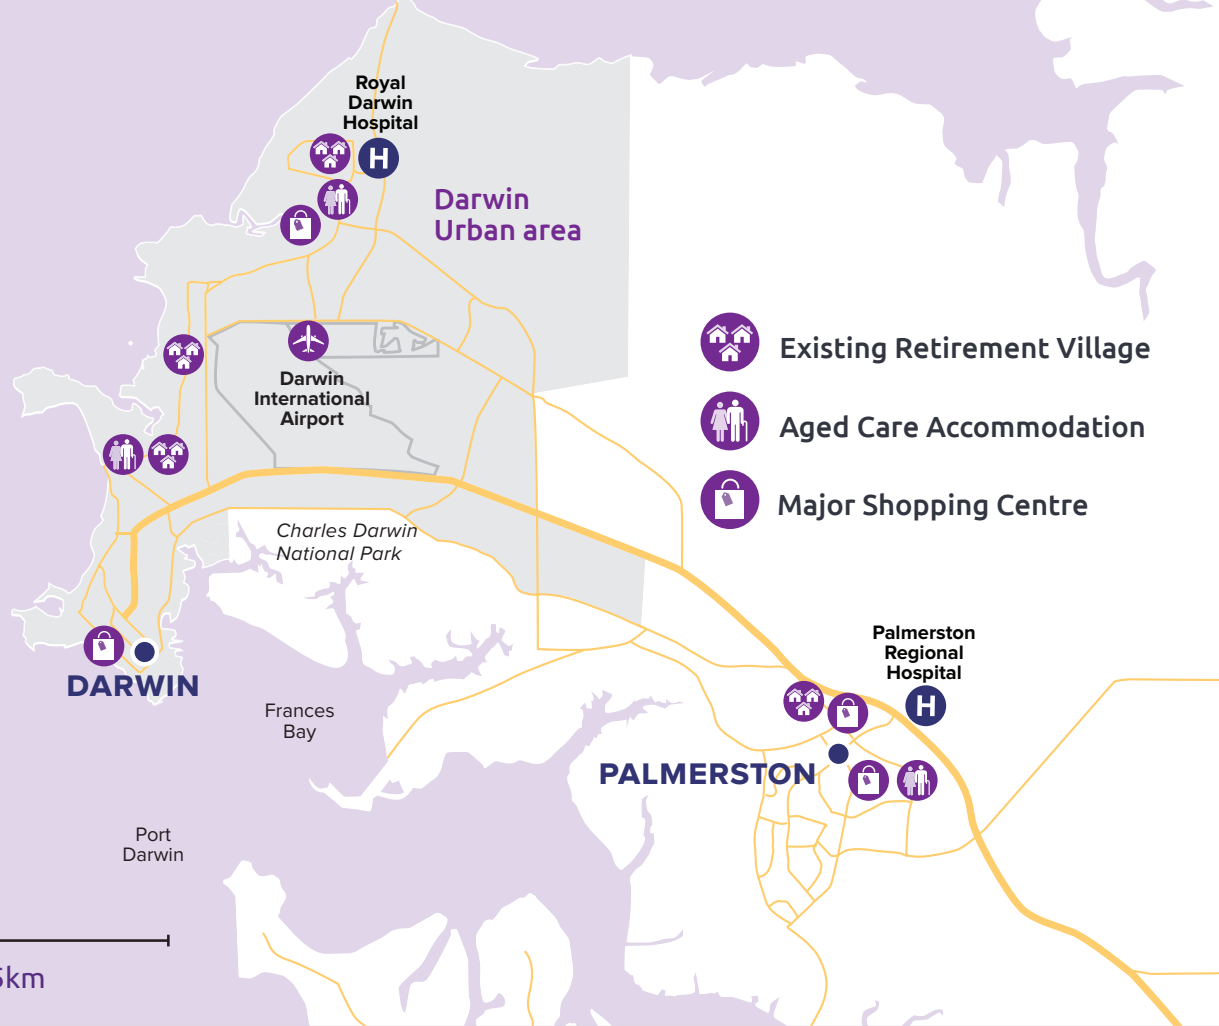 Royal
Darwin
Hospital
H
Darwin
Urban area
Existing Retirement Village
Darwin
International
Airport
Aged Care Accommodation
Major Shopping Centre
Charles Darwin
National Park
Palmerston
Regional
Hospital
H
DARWIN
Frances
Bay
PALMERSTON
Port
Darwin
km